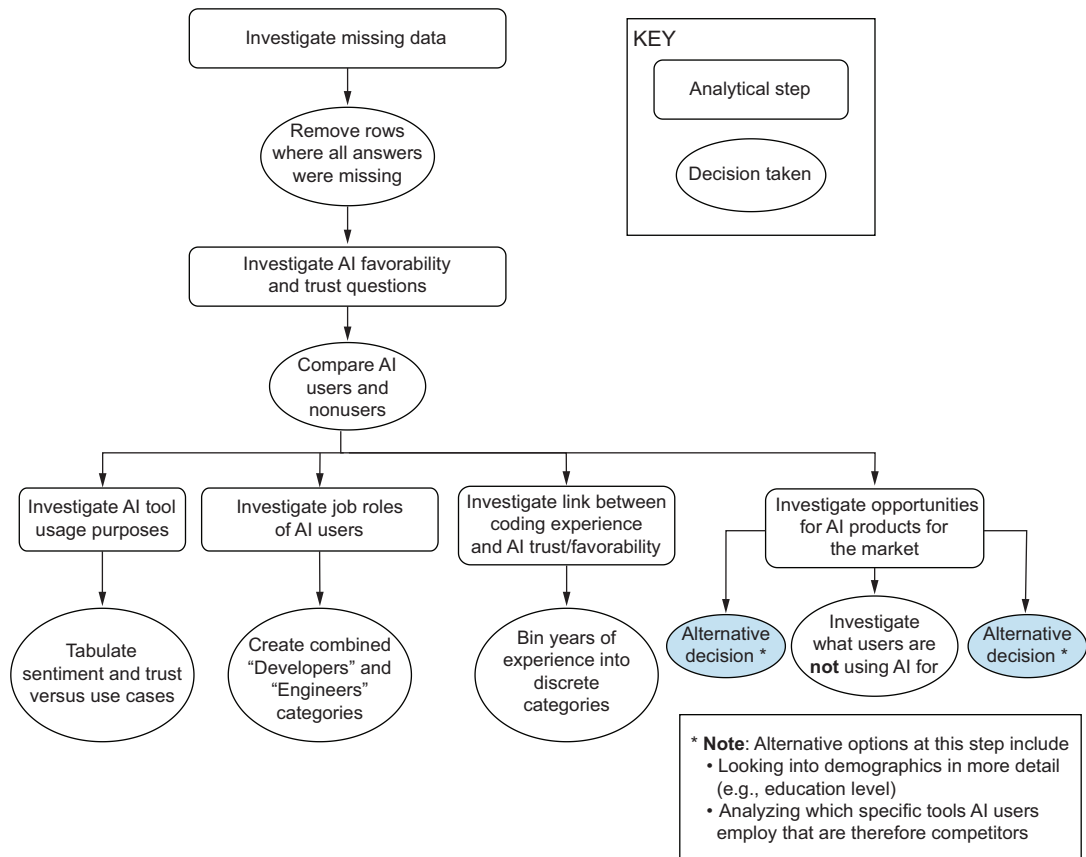 Investigate missing data
KEY
Analytical step
Decision taken
Remove rows
where all answers
were missing
Investigate AI favorability
and trust questions
Compare AI
users and
nonusers
Investigate AI tool
usage purposes
Investigate job roles
of AI users
Investigate link between
coding experience
and AI trust/favorability
Investigate opportunities
for AI products for
the market
Tabulate
sentiment and trust
versus use cases
Create combined
“Developers” and
“Engineers”
categories
Bin years of
experience into
discrete
categories
Alternative
decision *
Investigate
what users are
not using AI for
Alternative
decision *
* Note: Alternative options at this step include
• Looking into demographics in more detail
(e.g., education level)
• Analyzing which specific tools AI users
employ that are therefore competitors